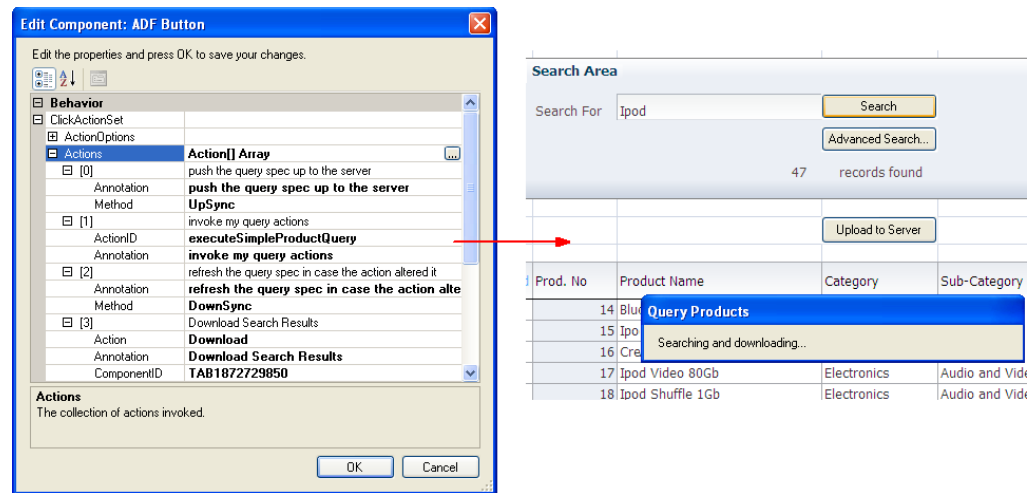 Edit Component: ADF Button
Edit the properties and press OK to save your changes.
Behavior
ClickActionSet
ActionOptions
Actions Action[] Array ...
[0] push the query spec up to the server
Annotation push the query spec up to the server
Method UpSync
[1] invoke my query actions
ActionID executeSimpleProductQuery
Annotation invoke my query actions
[2] refresh the query spec in case the action altered it
Annotation refresh the query spec in case the action alte
Method DownSync
[3] Download Search Results
Action Download
Annotation Download Search Results
ComponentID TAB1872729850
Actions
The collection of actions invoked.
OK Cancel
Search Area
Search For Ipod Search
Advanced Search...
47 records found
Upload to Server
Prod. No Product Name Category Sub-Category
14 Blue
15 Ipo
16 Cre
Query Products
Searching and downloading...
17 Ipod Video 80Gb Electronics Audio and Vide
18 Ipod Shuffle 1Gb Electronics Audio and Vide